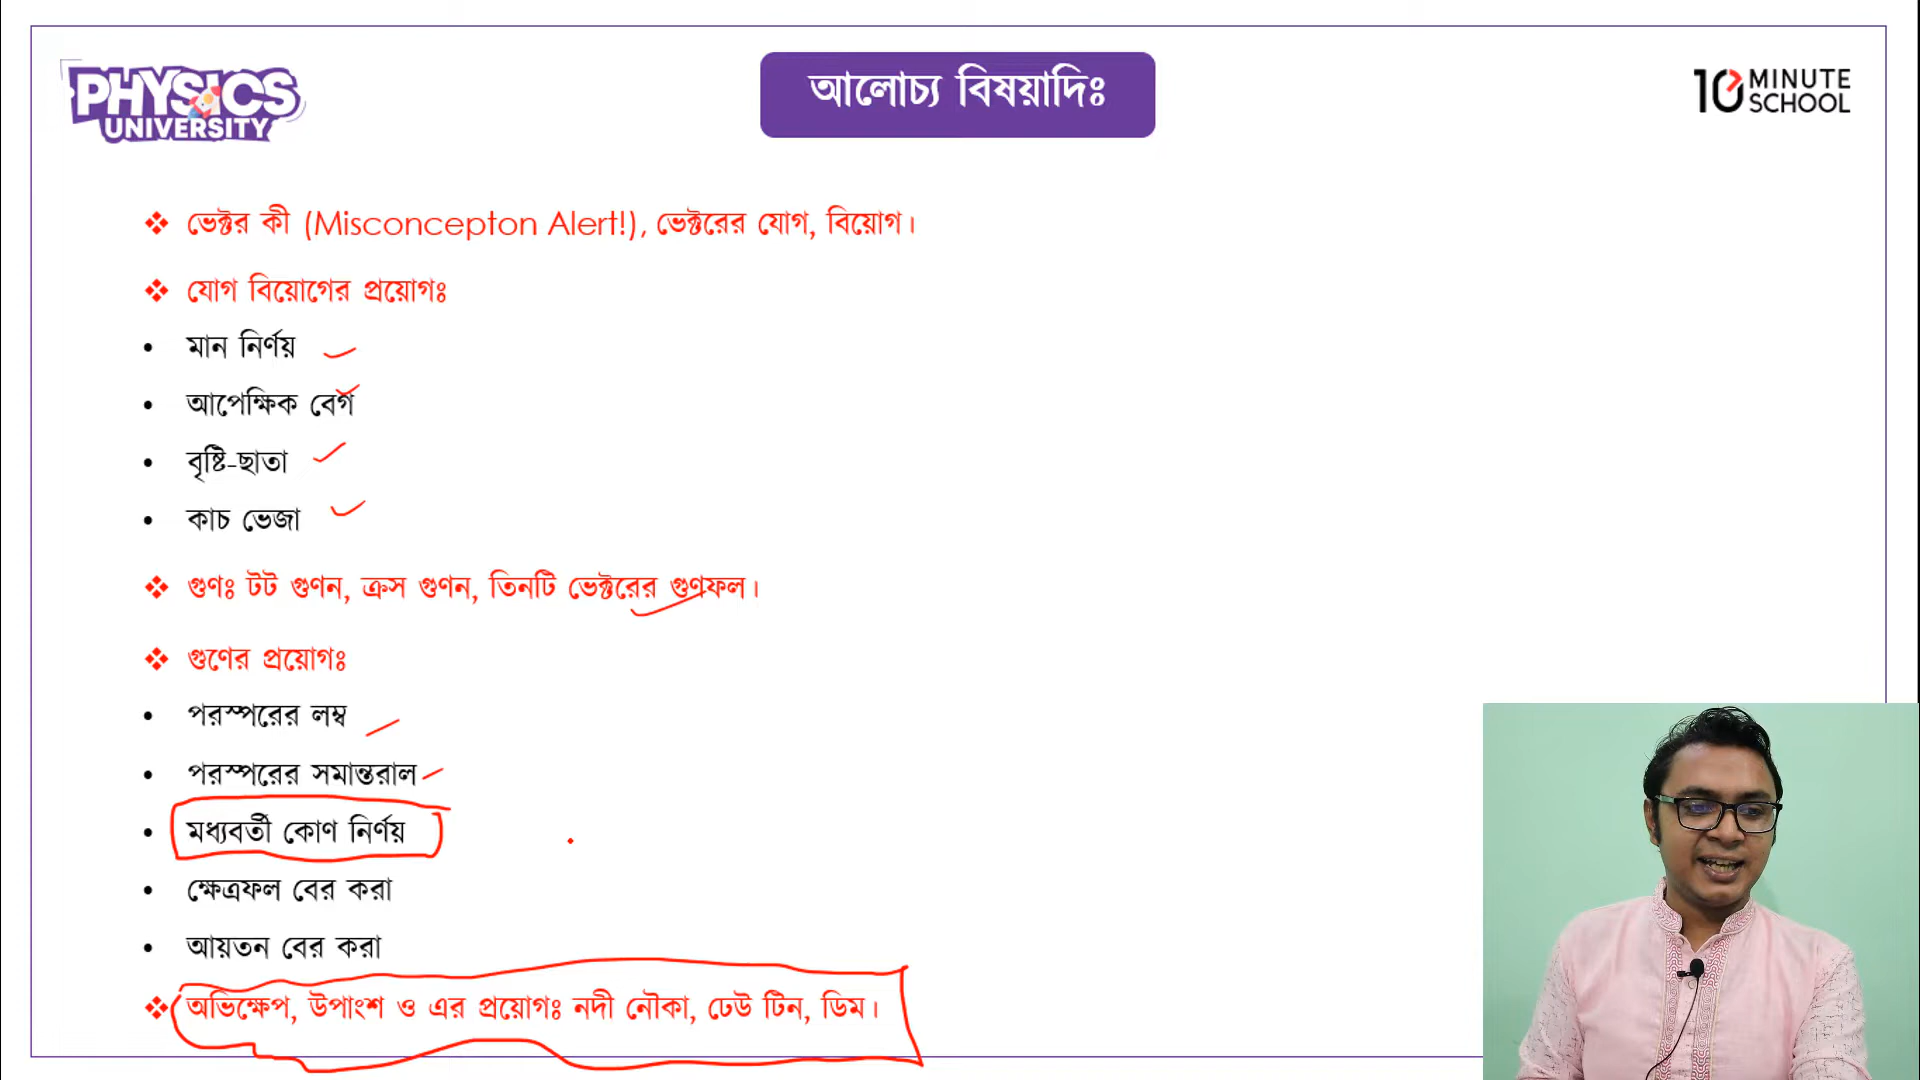 PHYSICS
UNIVERSITY
আলোচ্য বিষয়াদিঃ
10 MINUTE
SCHOOL
❖ ভেক্টর কী (Misconcepton Alert!), ভেক্টরের যোগ, বিয়োগ।
❖ যোগ বিয়োগের প্রয়োগঃ
• মান নির্ণয়
• আপেক্ষিক বেগ
• বৃষ্টি-ছাতা
• কাচ ভেজা
❖ গুণঃ টট গুণন, ক্রস গুণন, তিনটি ভেক্টরের গুণফল।
❖ গুণের প্রয়োগঃ
• পরস্পরের লম্ব
• পরস্পরের সমান্তরাল
• মধ্যবর্তী কোণ নির্ণয়
• ক্ষেত্রফল বের করা
• আয়তন বের করা
❖ অভিক্ষেপ, উপাংশ ও এর প্রয়োগঃ নদী নৌকা, ঢেউ টিন, ডিম।